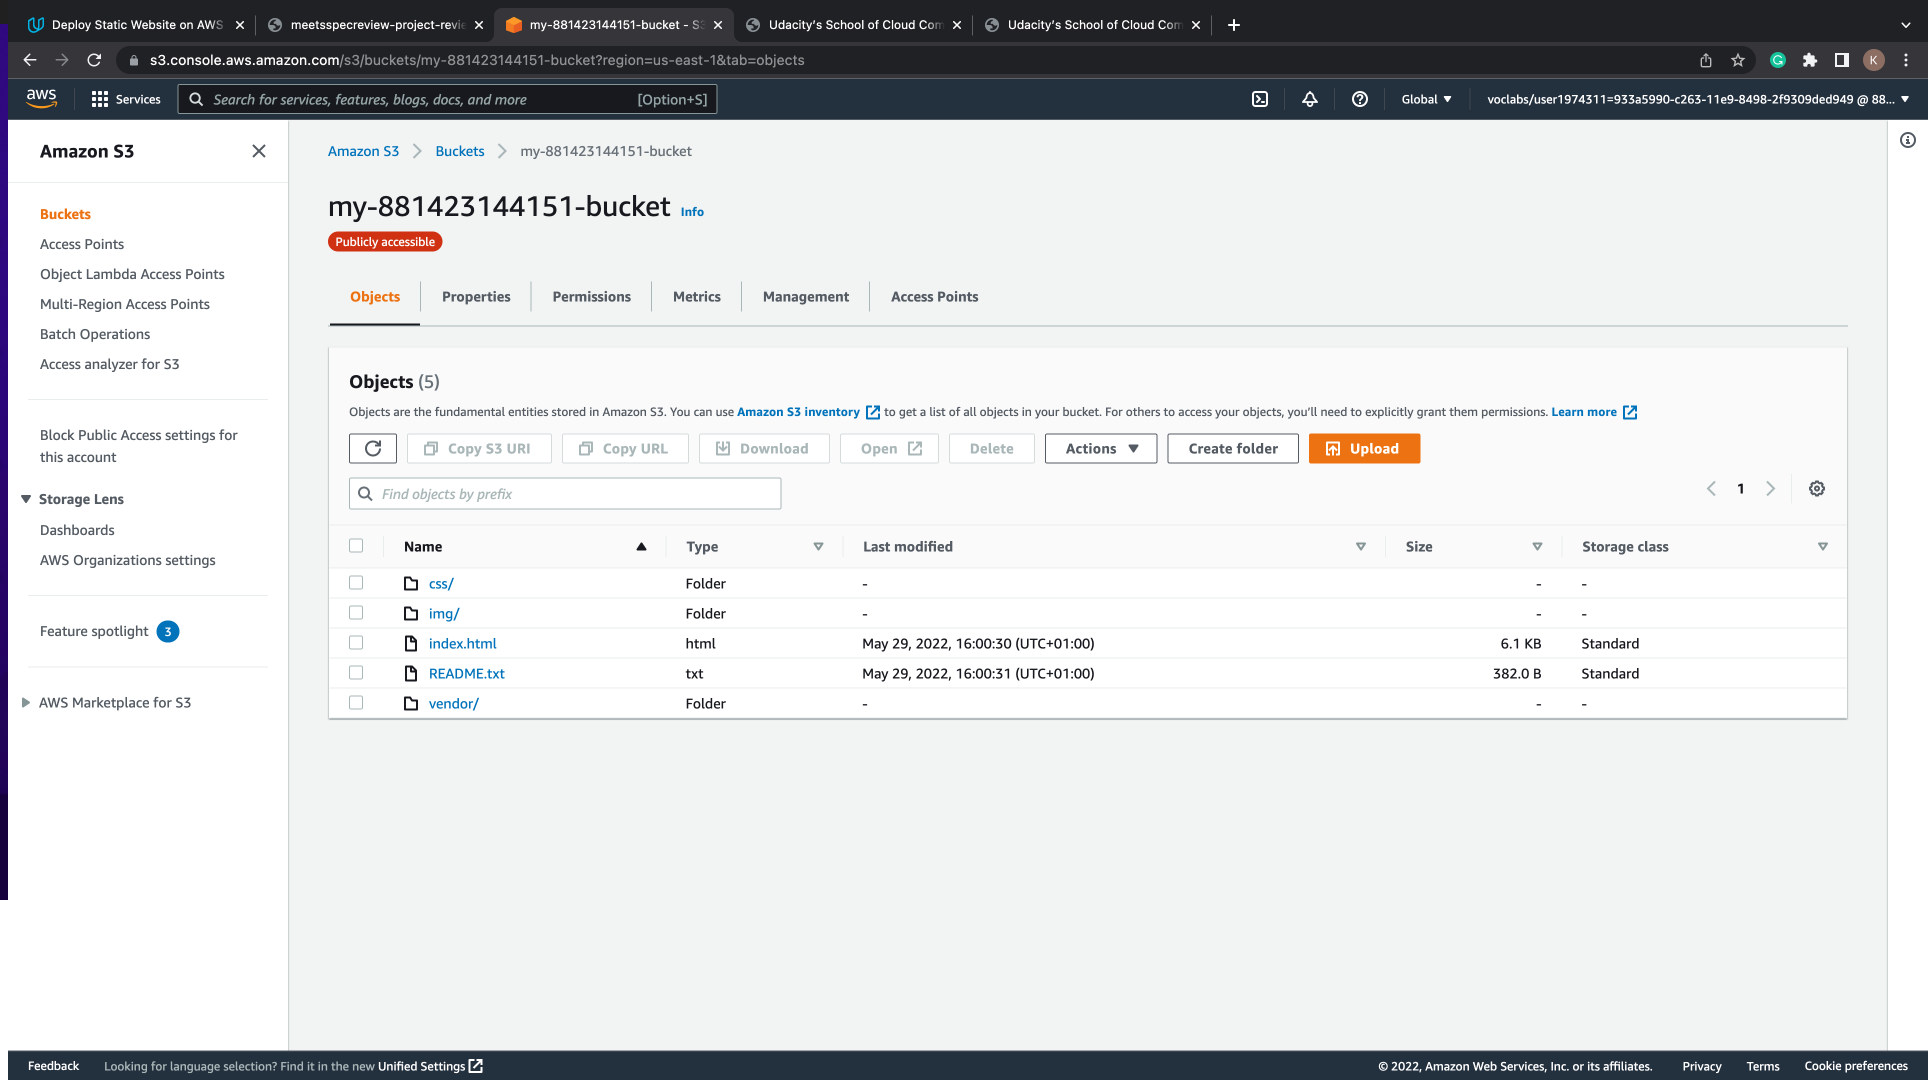 Deploy Static Website on AWS
meetsspecreview-project-revie
my-881423144151-bucket - S3
Udacity's School of Cloud Com
Udacity's School of Cloud Com
s3.console.aws.amazon.com/s3/buckets/my-881423144151-bucket?region=us-east-1&tab=objects
K
aws
Services
Search for services, features, blogs, docs, and more
[Option+S]
Global
voclabs/user1974311=933a5990-c263-11e9-8498-2f9309ded949 @ 88...
Amazon S3
Buckets
Access Points
Object Lambda Access Points
Multi-Region Access Points
Batch Operations
Access analyzer for S3
Block Public Access settings for
this account
Storage Lens
Dashboards
AWS Organizations settings
Feature spotlight 3
AWS Marketplace for S3
Amazon S3 Buckets my-881423144151-bucket
my-881423144151-bucket Info
Publicly accessible
Objects Properties Permissions Metrics Management Access Points
Objects (5)
Objects are the fundamental entities stored in Amazon S3. You can use Amazon S3 inventory to get a list of all objects in your bucket. For others to access your objects, you'll need to explicitly grant them permissions. Learn more
Copy S3 URI Copy URL Download Open Delete Actions Create folder Upload
Find objects by prefix
1
Name Type Last modified Size Storage class
css/ Folder - - -
img/ Folder - - -
index.html html May 29, 2022, 16:00:30 (UTC+01:00) 6.1 KB Standard
README.txt txt May 29, 2022, 16:00:31 (UTC+01:00) 382.0 B Standard
vendor/ Folder - - -
Feedback Looking for language selection? Find it in the new Unified Settings © 2022, Amazon Web Services, Inc. or its affiliates. Privacy Terms Cookie preferences